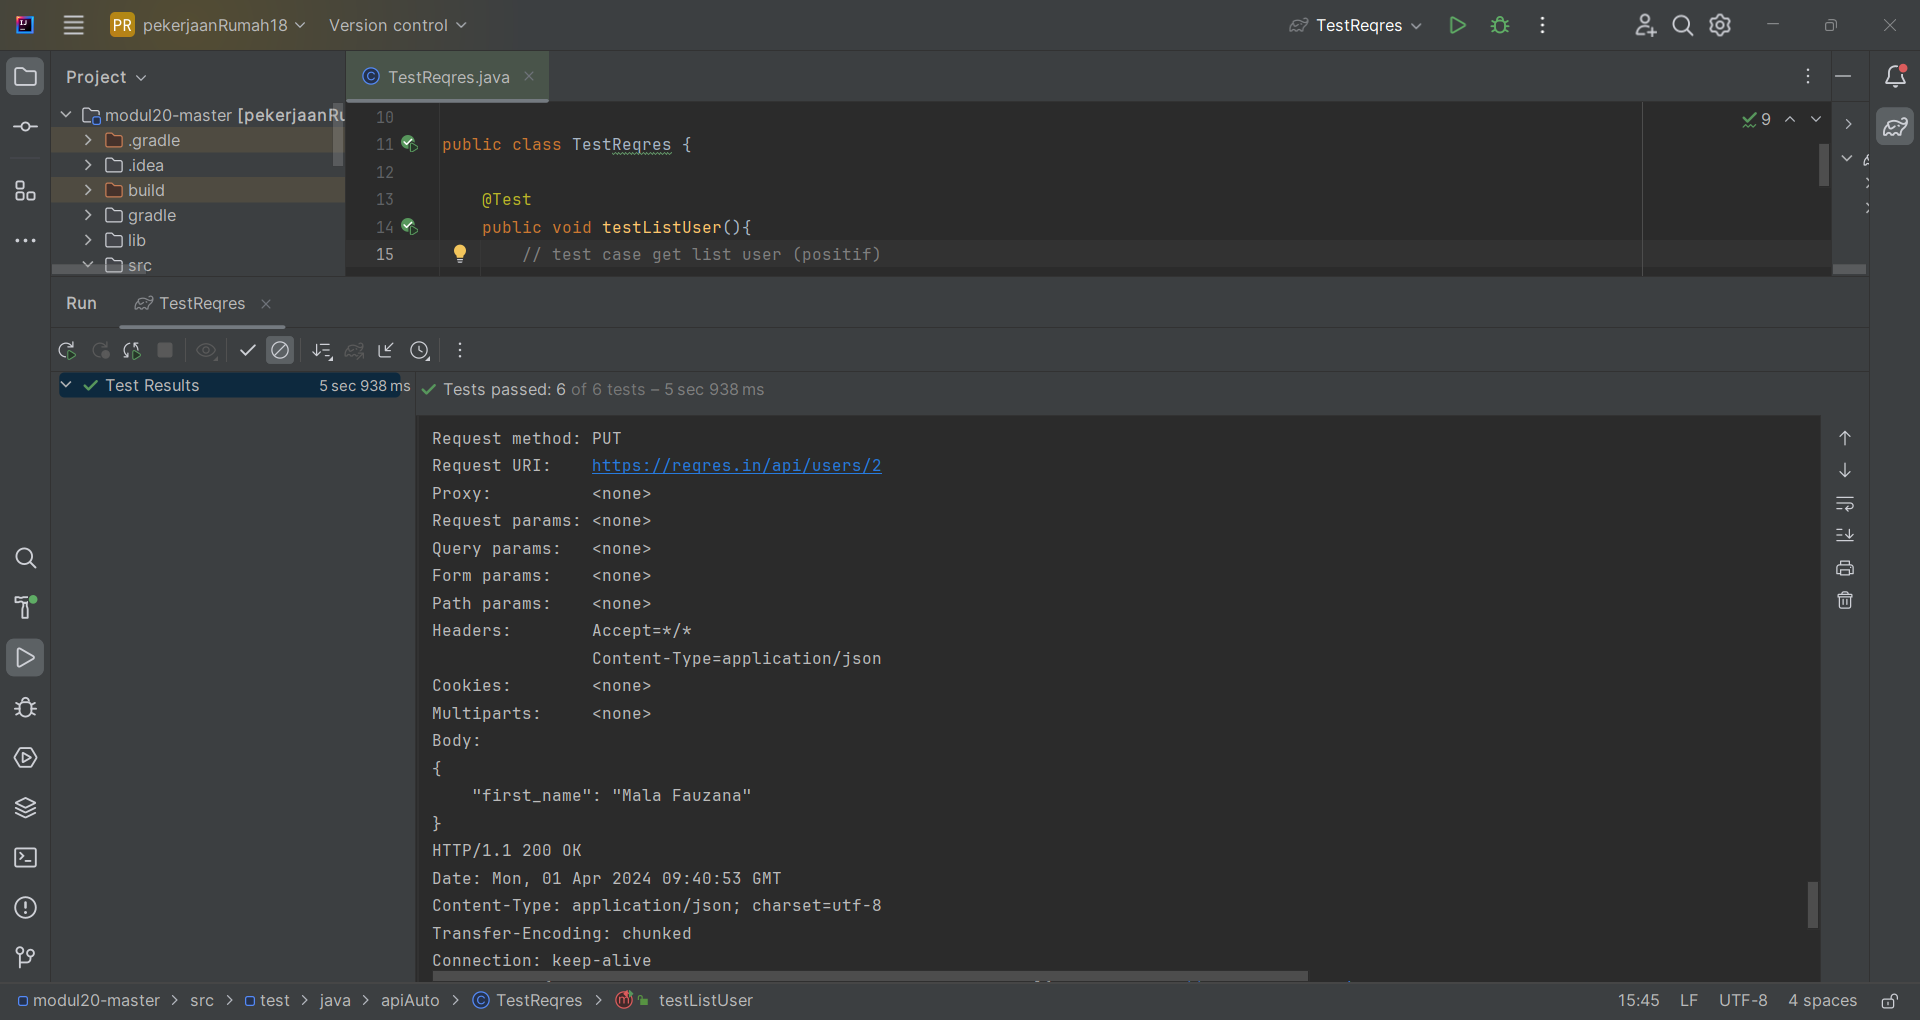 PR pekerjaanRumah18 Version control TestReqres
Project
TestReqres.java
modul20-master [pekerjaanRu
.gradle
.idea
build
gradle
lib
src
10
11 public class TestReqres {
12
13 @Test
14 public void testListUser(){
15 // test case get list user (positif)
9
Run TestReqres
Test Results 5 sec 938 ms
Tests passed: 6 of 6 tests – 5 sec 938 ms
Request method: PUT
Request URI: https://reqres.in/api/users/2
Proxy: <none>
Request params: <none>
Query params: <none>
Form params: <none>
Path params: <none>
Headers: Accept=*/*
Content-Type=application/json
Cookies: <none>
Multiparts: <none>
Body:
{
"first_name": "Mala Fauzana"
}
HTTP/1.1 200 OK
Date: Mon, 01 Apr 2024 09:40:53 GMT
Content-Type: application/json; charset=utf-8
Transfer-Encoding: chunked
Connection: keep-alive
modul20-master > src > test > java > apiAuto > TestReqres > testListUser 15:45 LF UTF-8 4 spaces